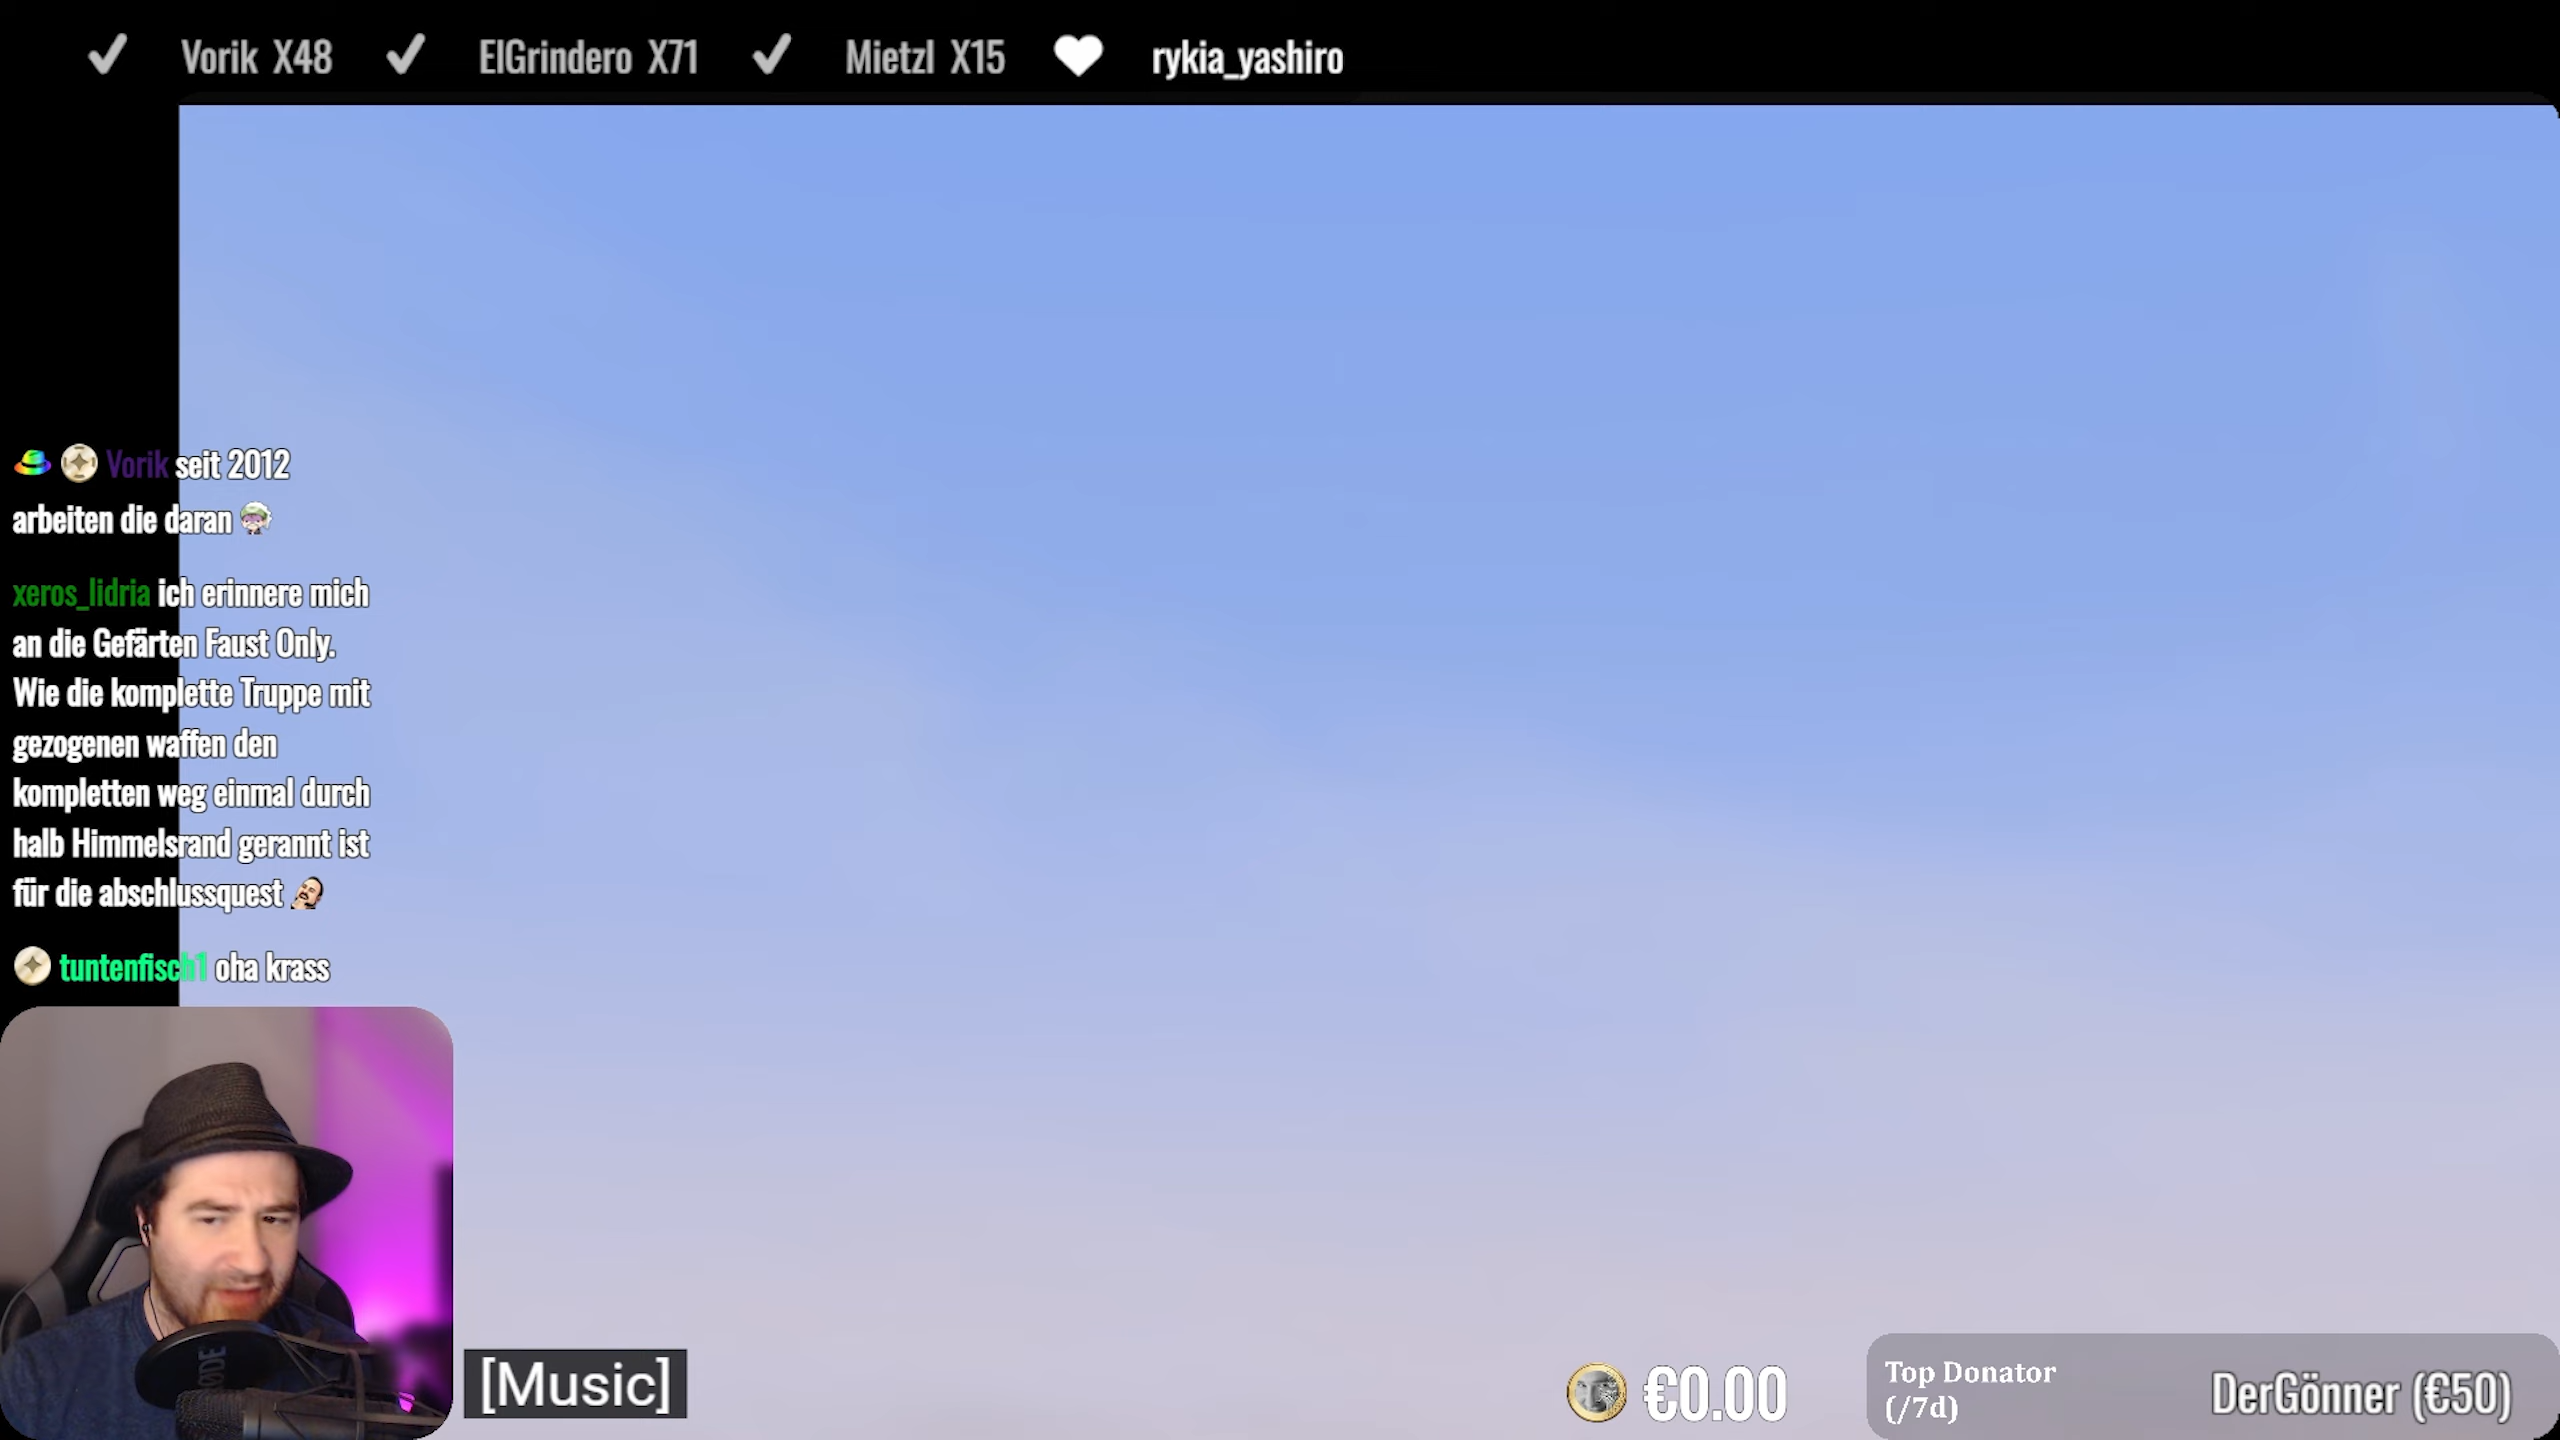 Vorik X48 ElGrindero X71 Mietzl X15 rykia_yashiro
Vorik seit 2012
arbeiten die daran
xeros_lidria ich erinnere mich
an die Gefärten Faust Only.
Wie die komplette Truppe mit
gezogenen waffen den
kompletten weg einmal durch
halb Himmelsrand gerannt ist
für die abschlussquest
tuntenfisch1 oha krass
[Music]
€0.00
Top Donator
(/7d)
DerGönner (€50)